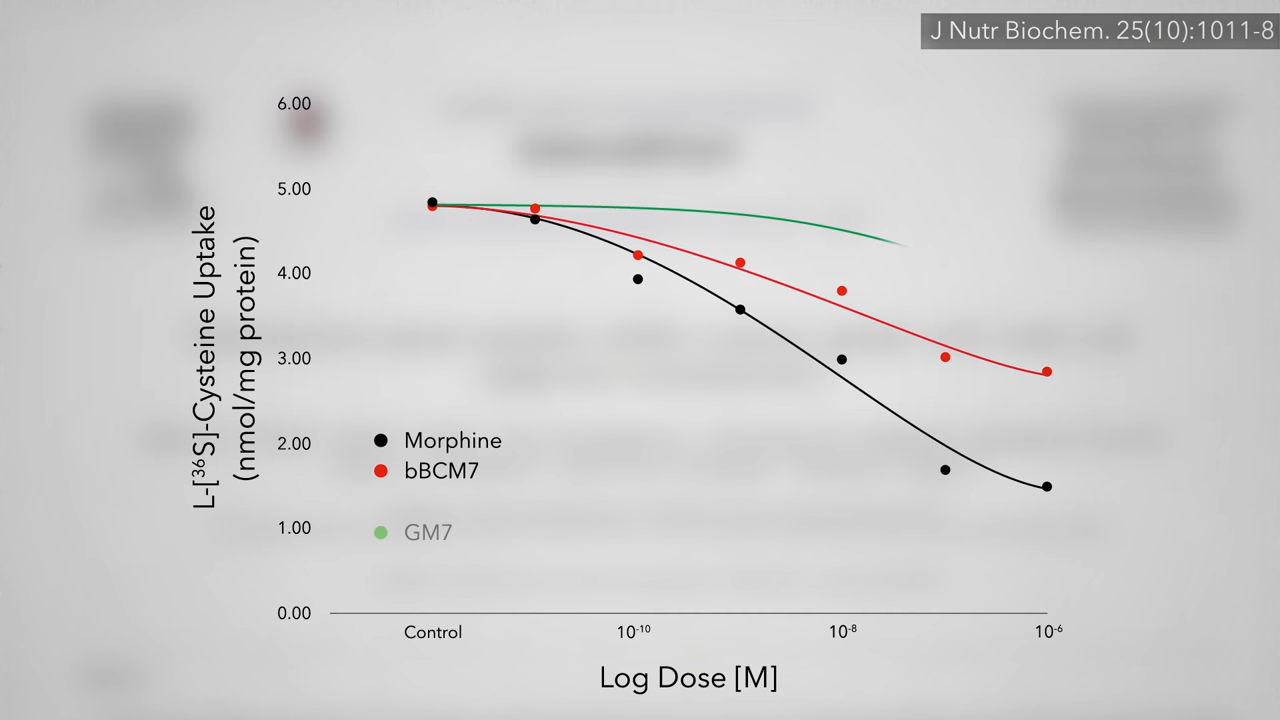 J Nutr Biochem. 25(10):1011-8
6.00
5.00
4.00
3.00
2.00
1.00
0.00
L-[³⁶S]-Cysteine Uptake
(nmol/mg protein)
Morphine
bBCM7
GM7
Control
10⁻¹⁰
10⁻⁸
10⁻⁶
Log Dose [M]